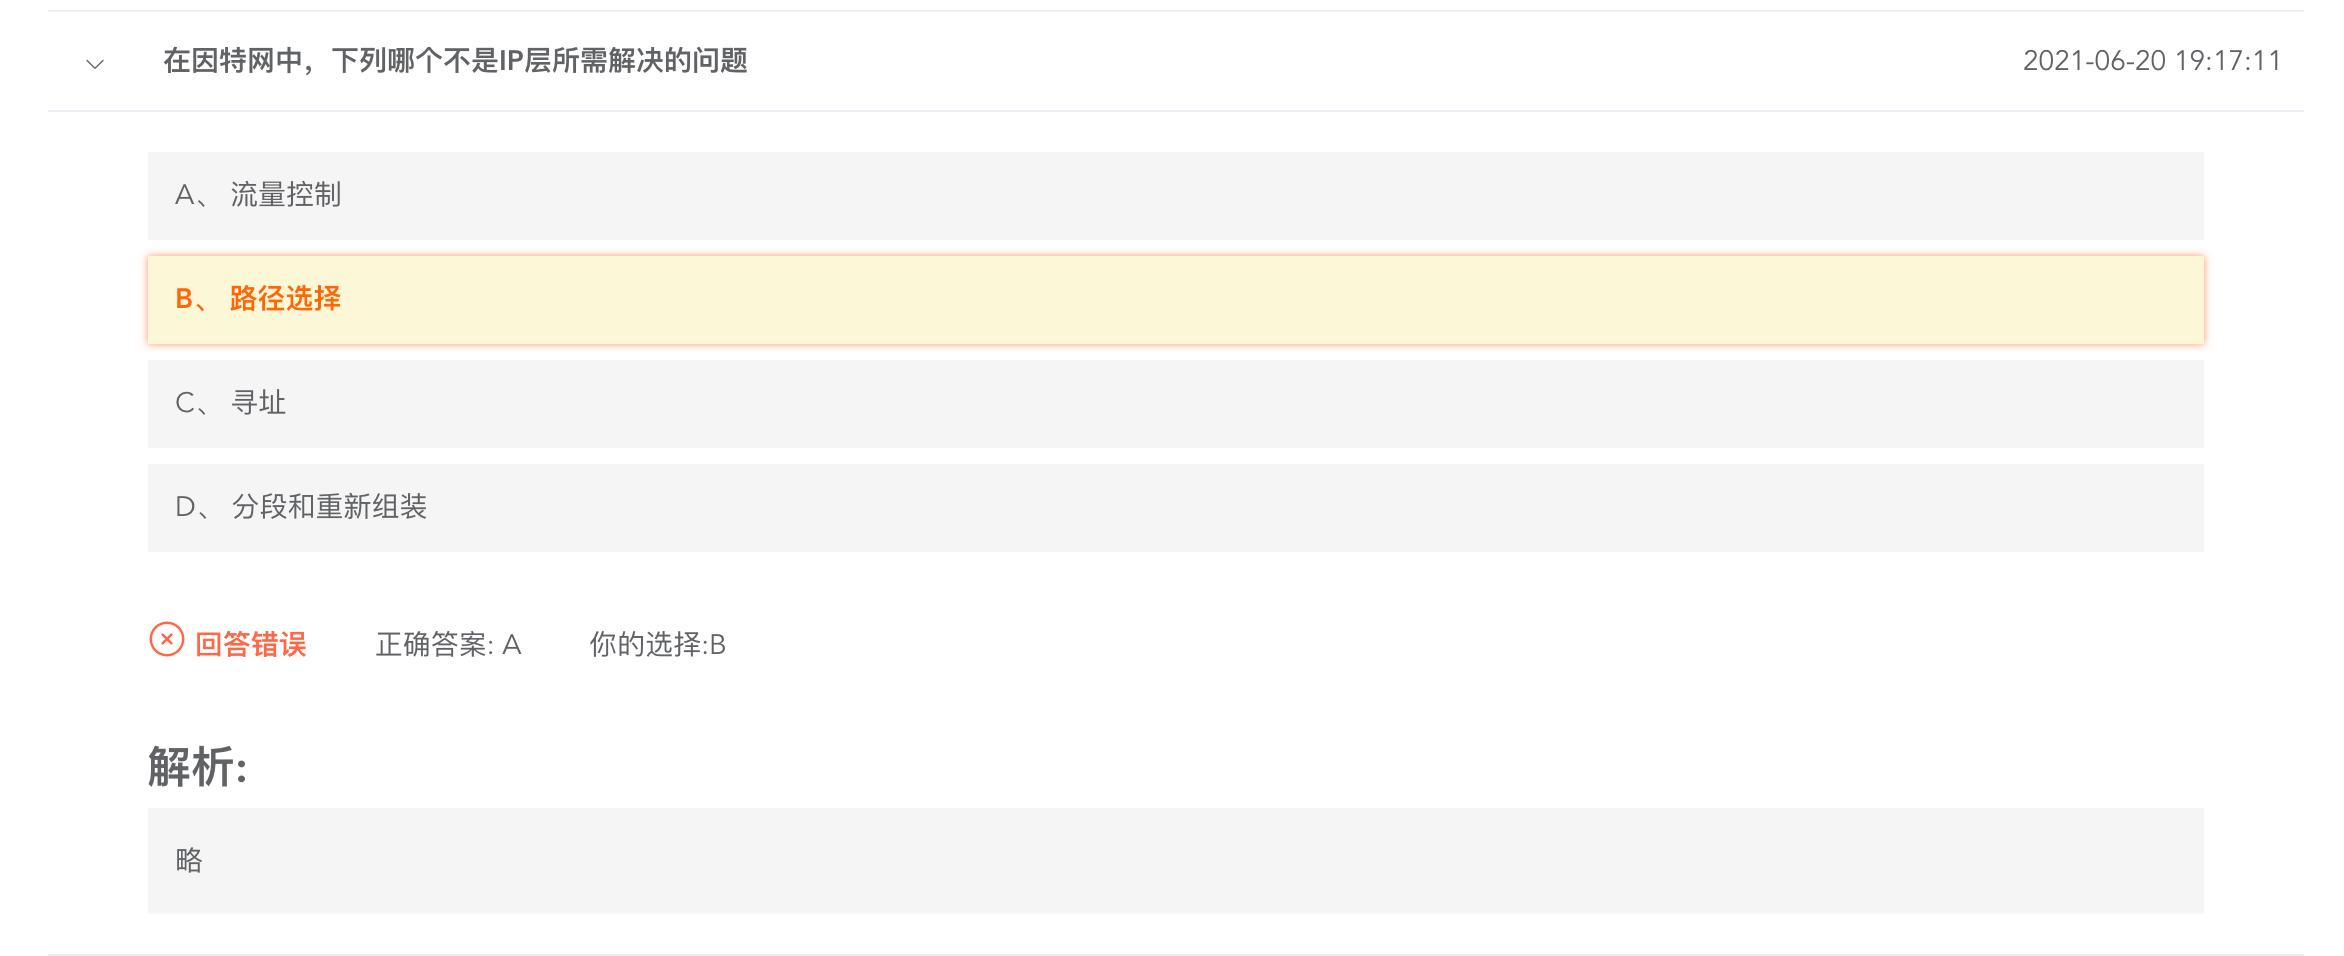 在因特网中，下列哪个不是IP层所需解决的问题
2021-06-20 19:17:11
A、 流量控制
B、 路径选择
C、 寻址
D、 分段和重新组装
回答错误 正确答案: A 你的选择:B
解析:
略